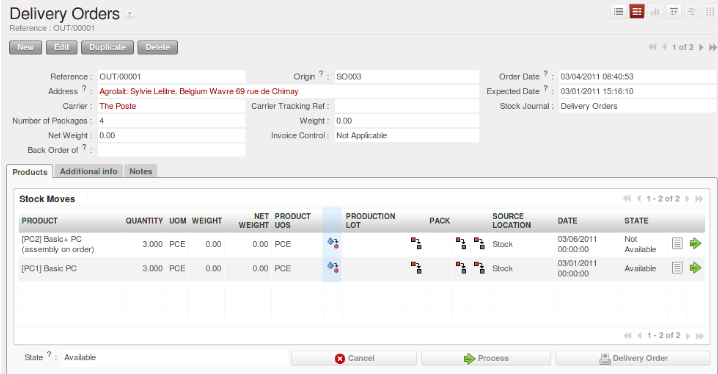 Delivery Orders ?
Reference : OUT/00001
New Edit Duplicate Delete 1 of 2
Reference : OUT/00001 Origin ? : SO003 Order Date ? : 03/04/2011 08:40:53
Address ? : Agrolait: Sylvie Lelitre, Belgium Wavre 69 rue de Chimay Expected Date ? : 03/01/2011 15:16:10
Carrier : The Poste Carrier Tracking Ref : Stock Journal : Delivery Orders
Number of Packages : 4 Weight : 0.00
Net Weight : 0.00 Invoice Control : Not Applicable
Back Order of ? :
Products Additional info Notes
Stock Moves 1 - 2 of 2
PRODUCT QUANTITY UOM WEIGHT NET WEIGHT PRODUCT UOS PRODUCTION LOT PACK SOURCE LOCATION DATE STATE
[PC2] Basic+ PC (assembly on order) 3.000 PCE 0.00 0.00 PCE Stock 03/06/2011 00:00:00 Not Available
[PC1] Basic PC 3.000 PCE 0.00 0.00 PCE Stock 03/01/2011 00:00:00 Available
1 - 2 of 2
State ? : Available Cancel Process Delivery Order